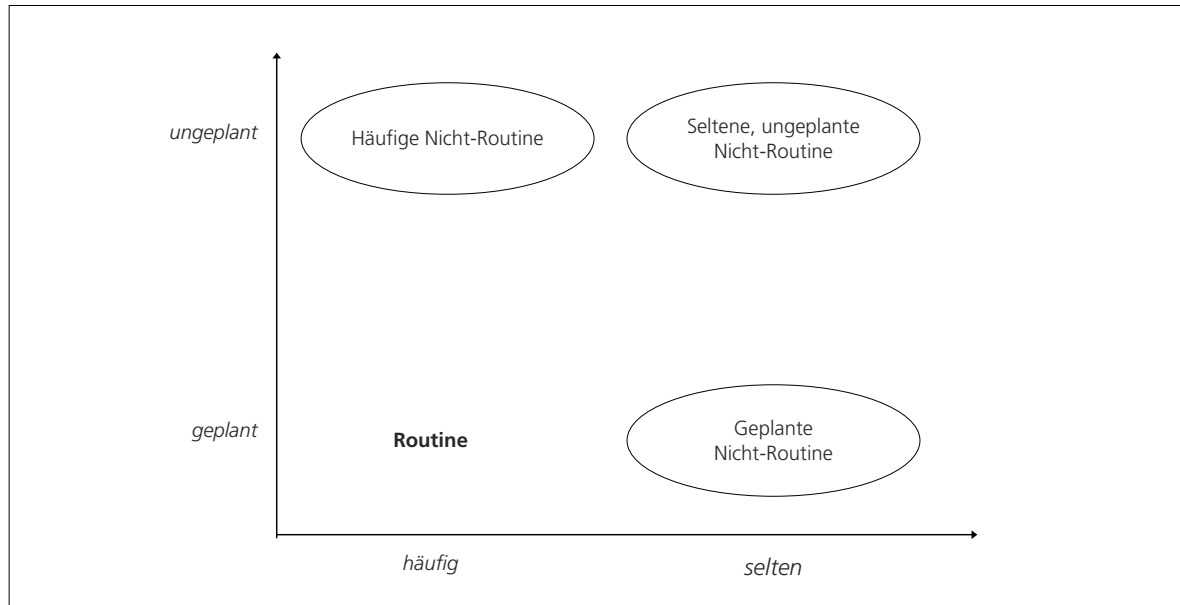 ungeplant
Häufige Nicht-Routine
Seltene, ungeplante
Nicht-Routine
geplant
Routine
Geplante
Nicht-Routine
häufig
selten